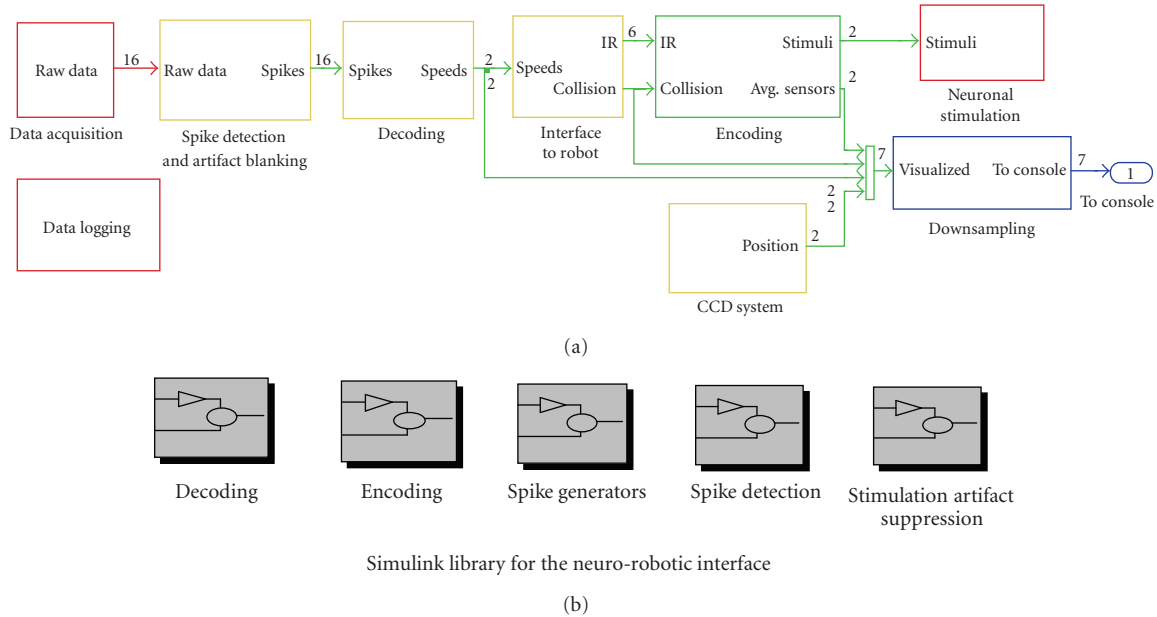 16
16
2
2
6
2
2
Raw data
Data acquisition
Raw data Spikes
Spike detection
and artifact blanking
Spikes Speeds
Decoding
Speeds
IR
Collision
Interface
to robot
IR Stimuli
Collision Avg. sensors
Encoding
Stimuli
Neuronal
stimulation
Data logging
Position
2
CCD system
2
2
7
Visualized To console
Downsampling
7
1
To console
(a)
Decoding
Encoding
Spike generators
Spike detection
Stimulation artifact
suppression
Simulink library for the neuro-robotic interface
(b)